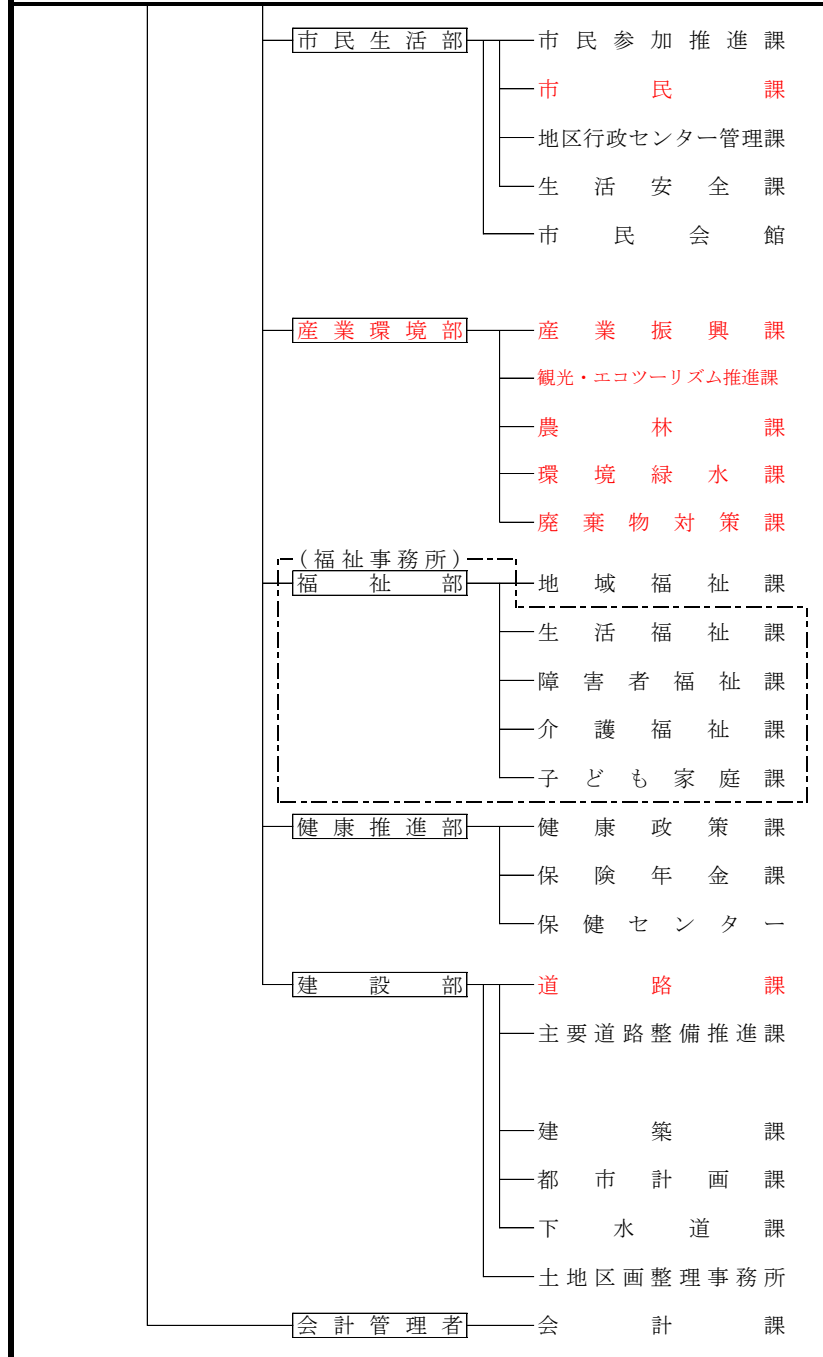 市民生活部 市民参加推進課
市民課
地区行政センター管理課
生活安全課
市民会館
産業環境部 産業振興課
観光・エコツーリズム推進課
農林課
環境緑水課
廃棄物対策課
(福祉事務所)
福祉部 地域福祉課
生活福祉課
障害者福祉課
介護福祉課
子ども家庭課
健康推進部 健康政策課
保険年金課
保健センター
建設部 道路課
主要道路整備推進課
建築課
都市計画課
下水道課
土地区画整理事務所
会計管理者 会計課